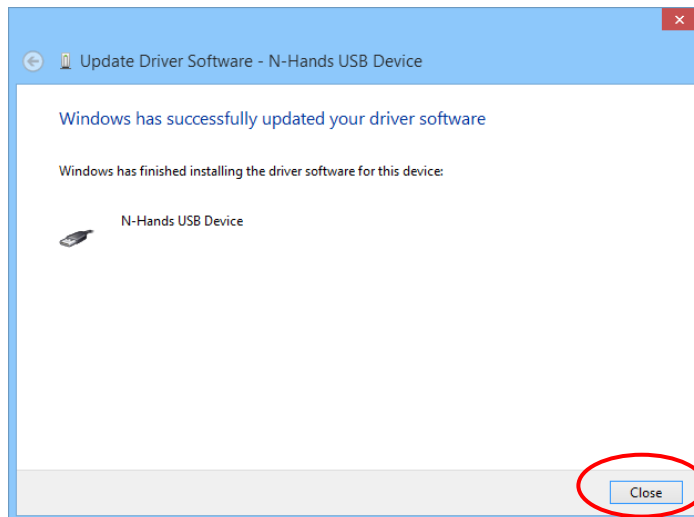 Update Driver Software - N-Hands USB Device
Windows has successfully updated your driver software
Windows has finished installing the driver software for this device:
N-Hands USB Device
Close